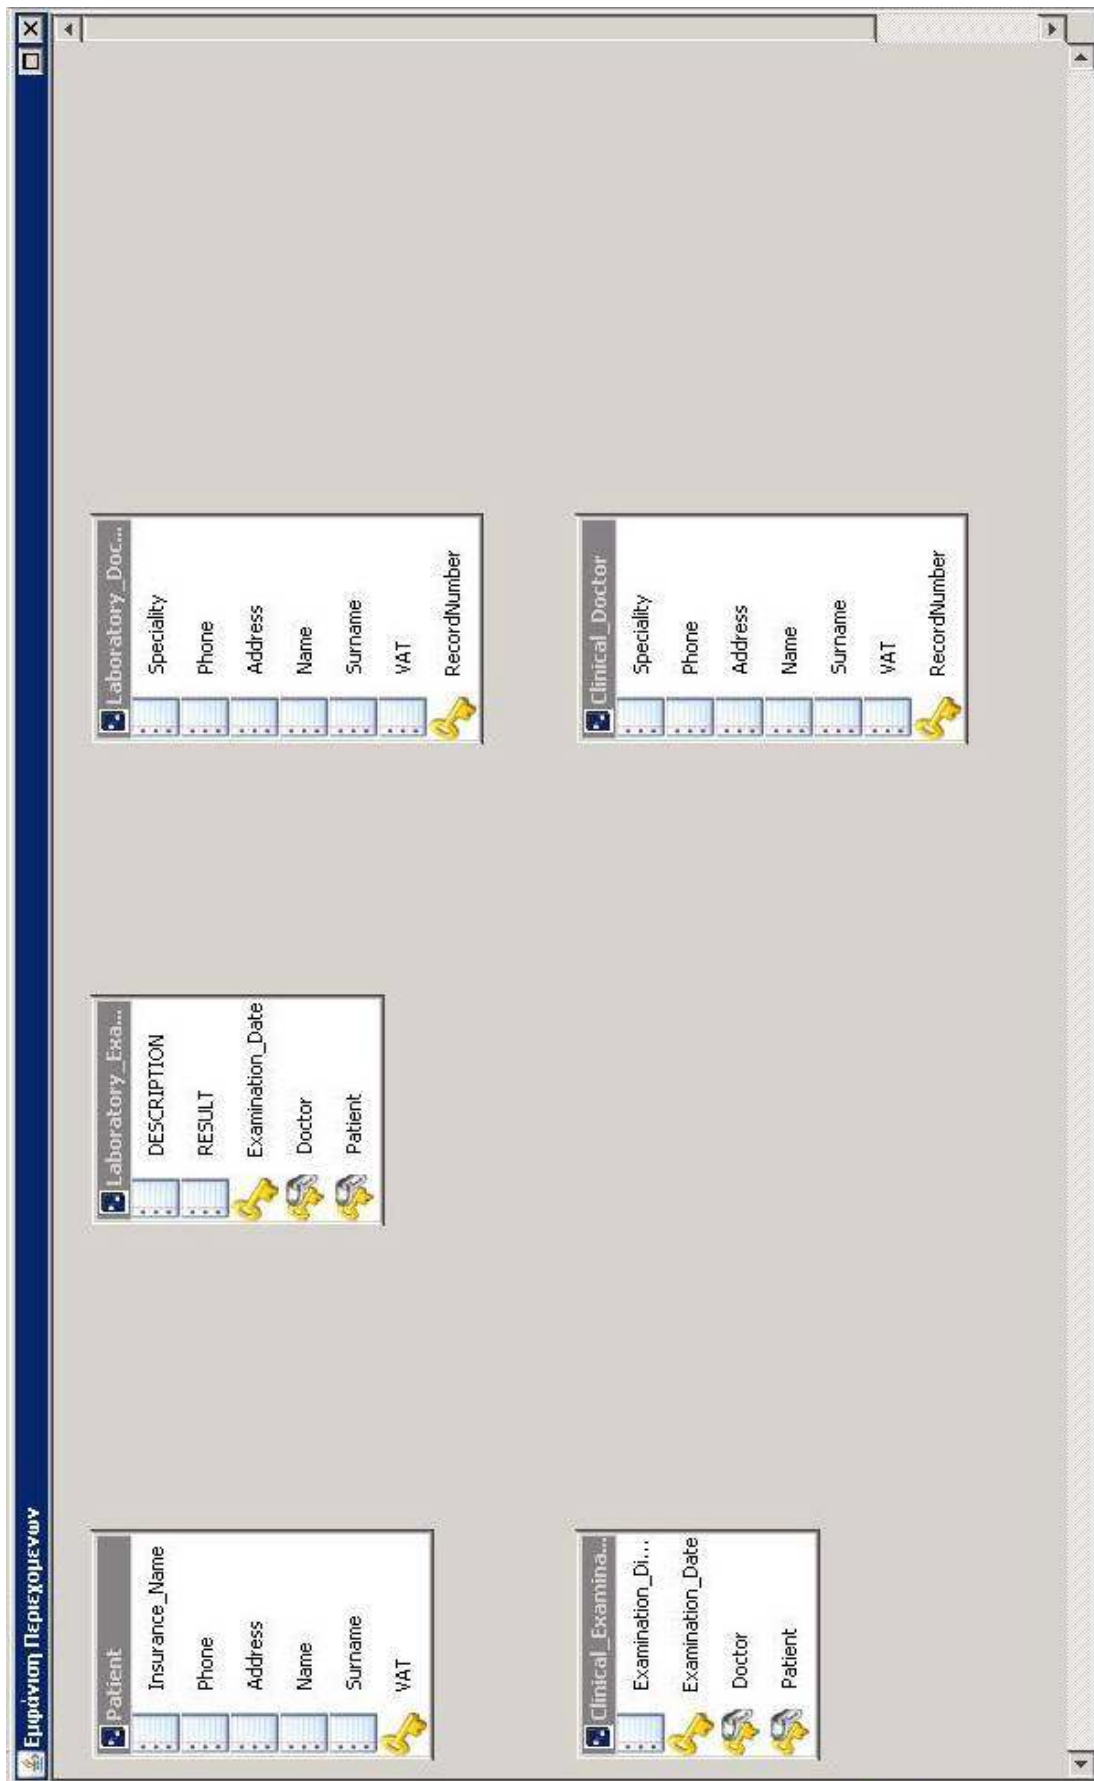 Εμφάνιση Περιεχομενων
Patient
Insurance_Name
Phone
Address
Name
Surname
VAT
Laboratory_Exa...
DESCRIPTION
RESULT
Examination_Date
Doctor
Patient
Laboratory_Doc...
Speciality
Phone
Address
Name
Surname
VAT
RecordNumber
Clinical_Examina...
Examination_Di...
Examination_Date
Doctor
Patient
Clinical_Doctor
Speciality
Phone
Address
Name
Surname
VAT
RecordNumber